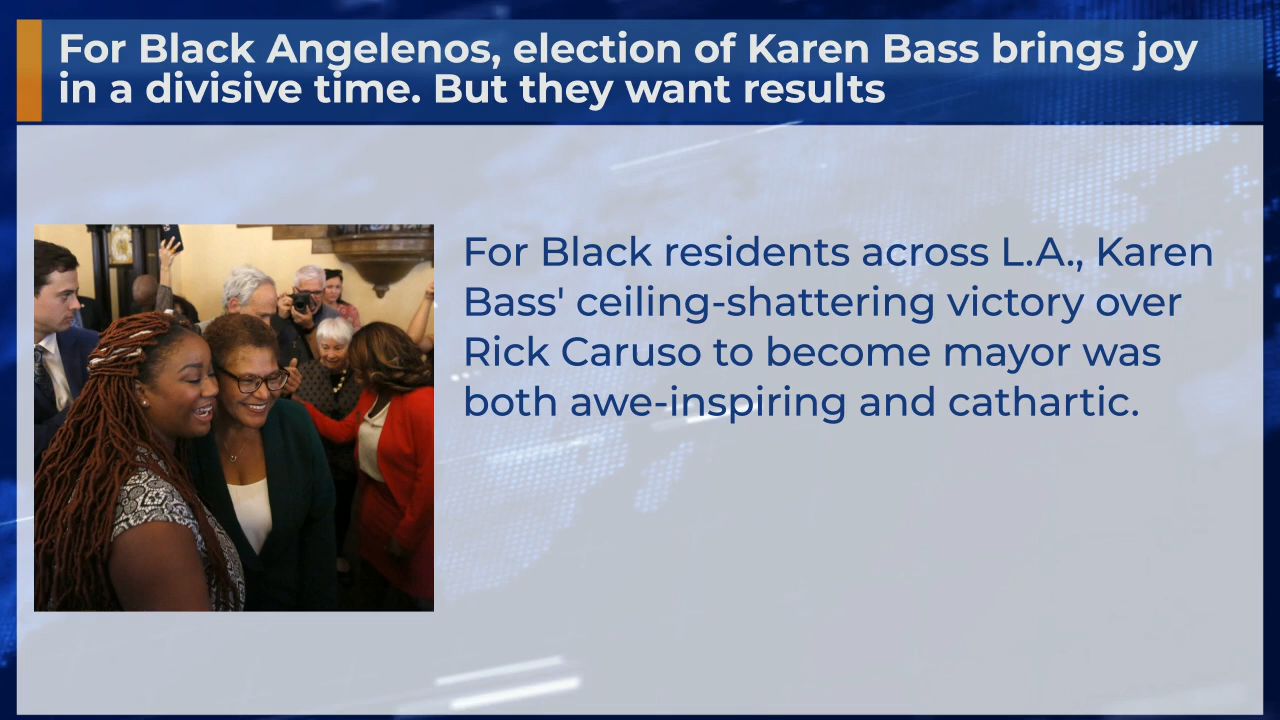 For Black Angelenos, election of Karen Bass brings joy
in a divisive time. But they want results
For Black residents across L.A., Karen
Bass' ceiling-shattering victory over
Rick Caruso to become mayor was
both awe-inspiring and cathartic.